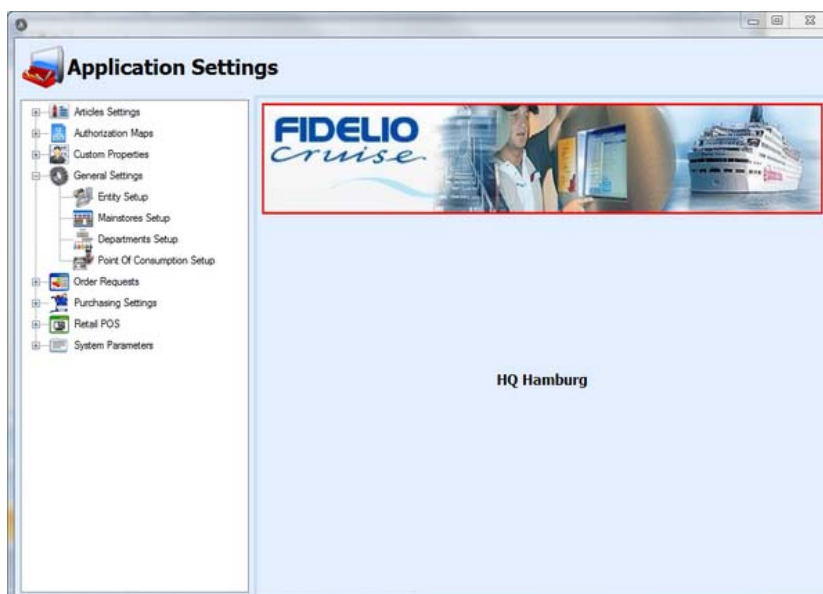 Application Settings
Articles Settings
Authorization Maps
Custom Properties
General Settings
Entity Setup
Mainstores Setup
Departments Setup
Point Of Consumption Setup
Order Requests
Purchasing Settings
Retail POS
System Parameters
FIDELIO
Cruise
HQ Hamburg